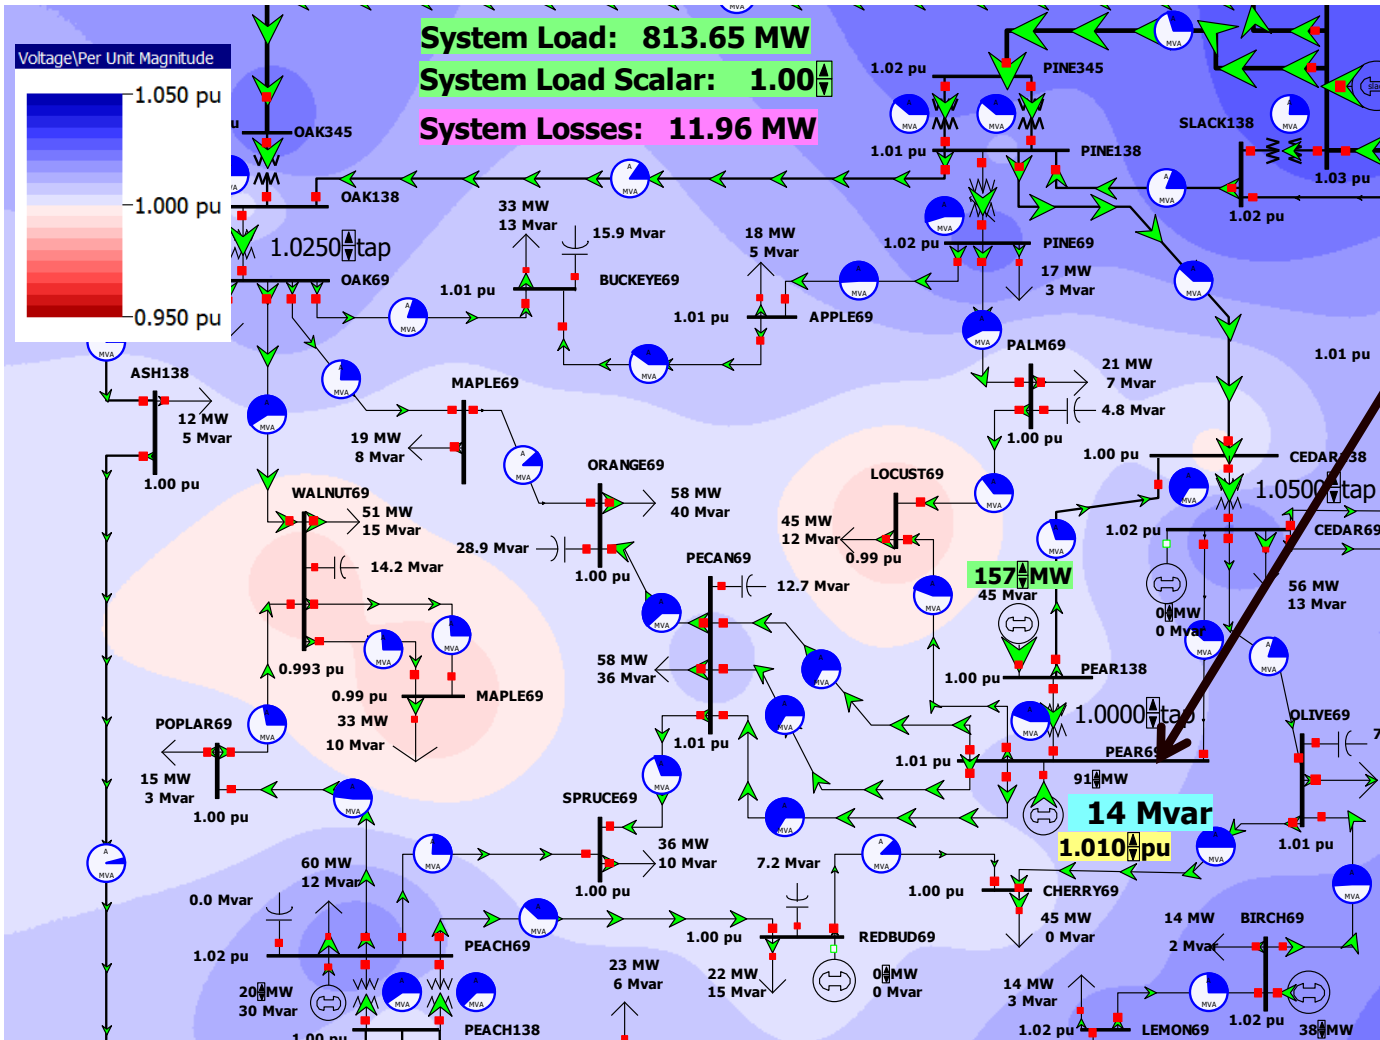 System Load: 813.65 MW
System Load Scalar: 1.00
System Losses: 11.96 MW
Voltage\Per Unit Magnitude
1.050 pu
1.000 pu
0.950 pu
OAK345
OAK138
1.0250 tap
OAK69
33 MW
13 Mvar
15.9 Mvar
BUCKEYE69
1.01 pu
18 MW
5 Mvar
1.01 pu
APPLE69
1.02 pu
PINE345
1.01 pu
PINE138
SLACK138
1.03 pu
1.02 pu
1.02 pu
PINE69
17 MW
3 Mvar
1.01 pu
PALM69
21 MW
7 Mvar
4.8 Mvar
1.00 pu
ASH138
12 MW
5 Mvar
1.00 pu
MAPLE69
19 MW
8 Mvar
ORANGE69
58 MW
40 Mvar
28.9 Mvar
1.00 pu
WALNUT69
51 MW
15 Mvar
14.2 Mvar
0.993 pu
0.99 pu
MAPLE69
33 MW
10 Mvar
LOCUST69
45 MW
12 Mvar
0.99 pu
1.00 pu
CEDAR138
1.0500 tap
1.02 pu
CEDAR69
56 MW
13 Mvar
0 MW
0 Mvar
PECAN69
12.7 Mvar
58 MW
36 Mvar
1.01 pu
157 MW
45 Mvar
PEAR138
1.00 pu
1.0000 tap
PEAR69
1.01 pu
91 MW
14 Mvar
1.010 pu
OLIVE69
7
1.01 pu
POPLAR69
15 MW
3 Mvar
1.00 pu
SPRUCE69
36 MW
10 Mvar
1.00 pu
60 MW
12 Mvar
0.0 Mvar
PEACH69
1.02 pu
20 MW
30 Mvar
PEACH138
1.00 pu
7.2 Mvar
1.00 pu
REDBUD69
22 MW
15 Mvar
0 MW
0 Mvar
23 MW
6 Mvar
1.00 pu
CHERRY69
45 MW
0 Mvar
14 MW
2 Mvar
BIRCH69
1.02 pu
38 MW
14 MW
3 Mvar
1.02 pu
LEMON69